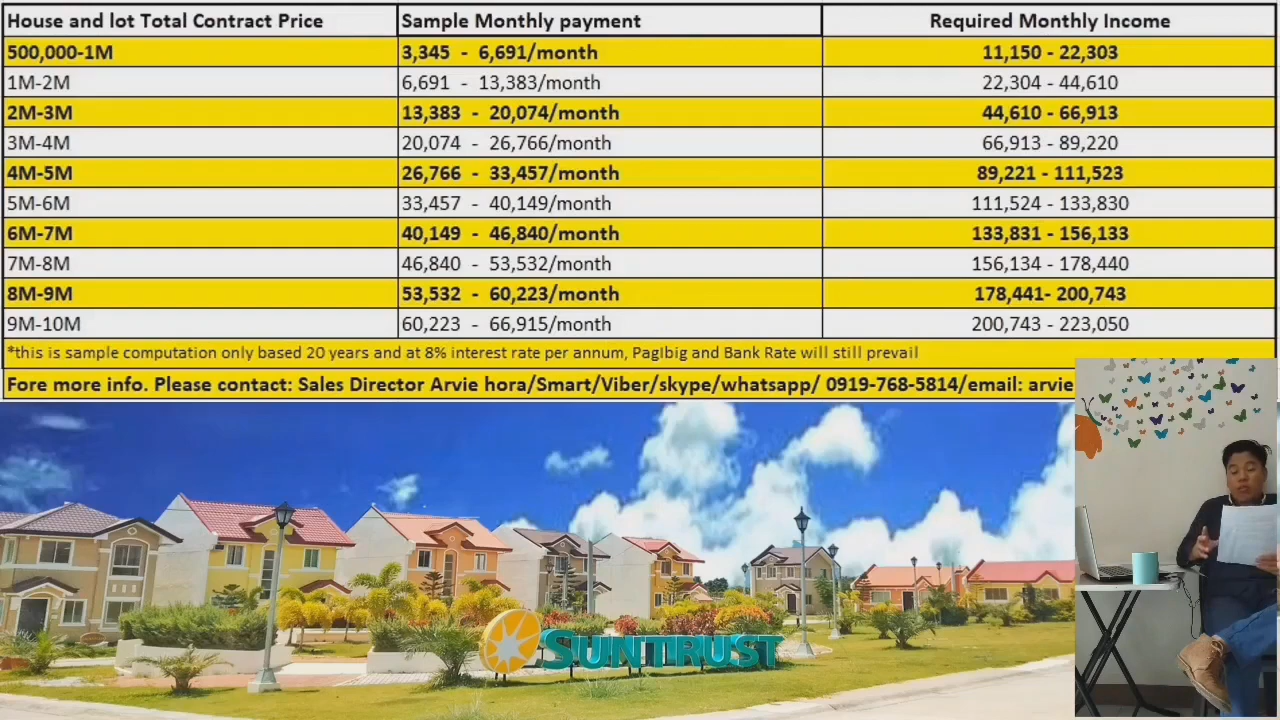 House and lot Total Contract Price Sample Monthly payment Required Monthly Income
500,000-1M 3,345 - 6,691/month 11,150 - 22,303
1M-2M 6,691 - 13,383/month 22,304 - 44,610
2M-3M 13,383 - 20,074/month 44,610 - 66,913
3M-4M 20,074 - 26,766/month 66,913 - 89,220
4M-5M 26,766 - 33,457/month 89,221 - 111,523
5M-6M 33,457 - 40,149/month 111,524 - 133,830
6M-7M 40,149 - 46,840/month 133,831 - 156,133
7M-8M 46,840 - 53,532/month 156,134 - 178,440
8M-9M 53,532 - 60,223/month 178,441- 200,743
9M-10M 60,223 - 66,915/month 200,743 - 223,050
*this is sample computation only based 20 years and at 8% interest rate per annum, PagIbig and Bank Rate will still prevail
Fore more info. Please contact: Sales Director Arvie hora/Smart/Viber/skype/whatsapp/ 0919-768-5814/email: arvie
SUNTRUST